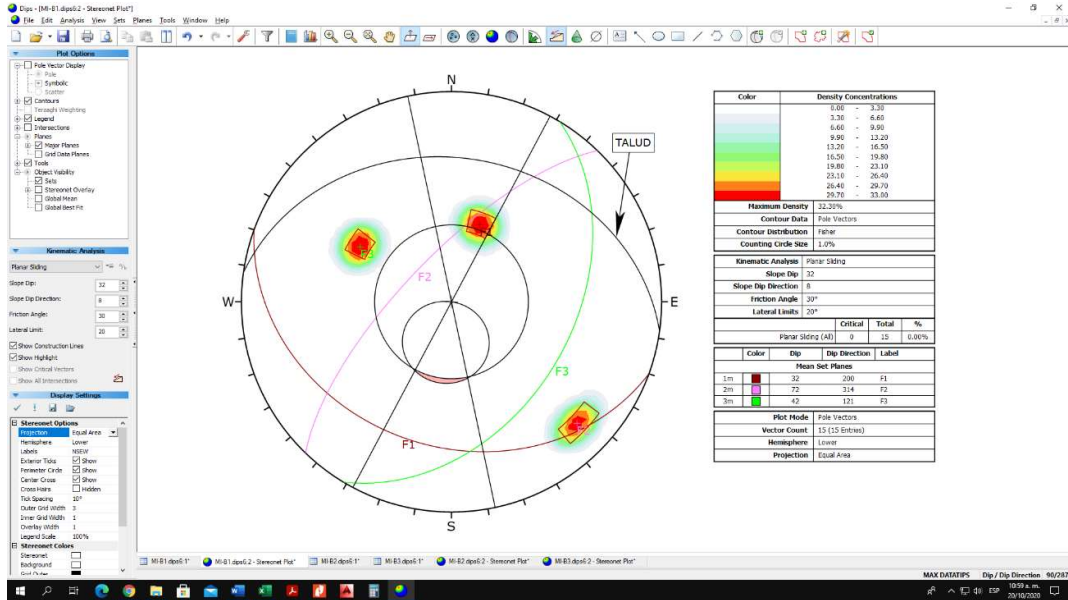 Dips - [MI-B1.dips6:2 - Stereonet Plot*]
File Edit Analysis View Sets Planes Tools Window Help
Plot Options
Pole Vector Display
Pole
Symbolic
Scatter
Contours
Terzaghi Weighting
Legend
Intersections
Planes
Major Planes
Grid Data Planes
Tools
Object Visibility
Sets
Stereonet Overlay
Global Mean
Global Best Fit
Kinematic Analysis
Planar Sliding
Slope Dip: 32
Slope Dip Direction: 8
Friction Angle: 30
Lateral Limit: 20
Show Construction Lines
Show Highlight
Show Critical Vectors
Show All Intersections
Display Settings
Stereonet Options
Projection Equal Area
Hemisphere Lower
Labels NSEW
Exterior Ticks Show
Perimeter Circle Show
Center Cross Show
Cross Hairs Hidden
Tick Spacing 10°
Outer Grid Width 3
Inner Grid Width 1
Overlay Width 1
Legend Scale 100%
Stereonet Colors
Stereonet
Background
Grid Outer
N
TALUD
F2
W
E
F3
F1
S
Color Density Concentrations
0.00 - 3.30
3.30 - 6.60
6.60 - 9.90
9.90 - 13.20
13.20 - 16.50
16.50 - 19.80
19.80 - 23.10
23.10 - 26.40
26.40 - 29.70
29.70 - 33.00
Maximum Density 32.38%
Contour Data Pole Vectors
Contour Distribution Fisher
Counting Circle Size 1.0%
Kinematic Analysis Planar Sliding
Slope Dip 32
Slope Dip Direction 8
Friction Angle 30°
Lateral Limits 20°
Critical Total %
Planar Sliding (All) 0 15 0.00%
Color Dip Dip Direction Label
Mean Set Planes
1m 32 200 F1
2m 72 314 F2
3m 42 121 F3
Plot Mode Pole Vectors
Vector Count 15 (15 Entries)
Hemisphere Lower
Projection Equal Area
MI-B1.dips6:1* MI-B1.dips6:2 - Stereonet Plot* MI-B2.dips6:1* MI-B3.dips6:1* MI-B2.dips6:2 - Stereonet Plot* MI-B3.dips6:2 - Stereonet Plot*
MAX DATATIPS Dip / Dip Direction 90/287
ESP
10:59 a. m.
20/10/2020